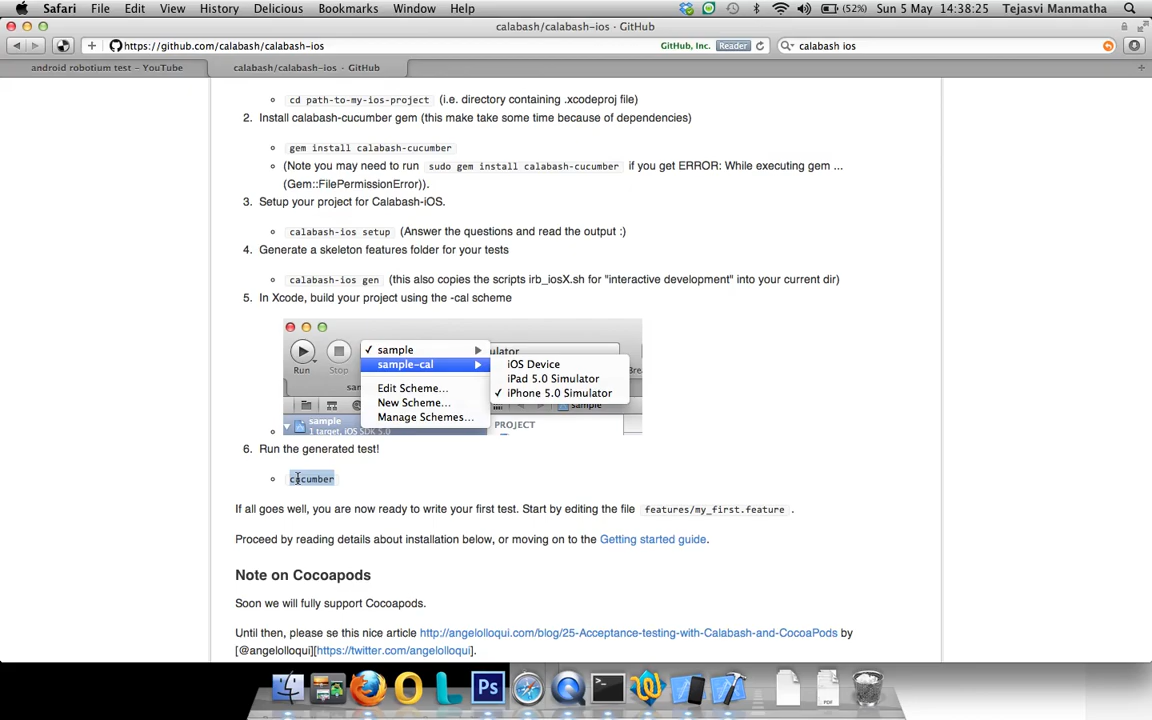 Safari File Edit View History Delicious Bookmarks Window Help (52%) Sun 5 May 14:38:25 Tejasvi Manmatha
calabash/calabash-ios - GitHub
https://github.com/calabash/calabash-ios GitHub, Inc. Reader calabash ios
android robotium test - YouTube calabash/calabash-ios - GitHub
cd path-to-my-ios-project (i.e. directory containing .xcodeproj file)
2. Install calabash-cucumber gem (this make take some time because of dependencies)
gem install calabash-cucumber
(Note you may need to run sudo gem install calabash-cucumber if you get ERROR: While executing gem ...
(Gem::FilePermissionError)).
3. Setup your project for Calabash-iOS.
calabash-ios setup (Answer the questions and read the output :)
4. Generate a skeleton features folder for your tests
calabash-ios gen (this also copies the scripts irb_iosX.sh for "interactive development" into your current dir)
5. In Xcode, build your project using the -cal scheme
sample
sample-cal
iOS Device
iPad 5.0 Simulator
iPhone 5.0 Simulator
Run Stop
Edit Scheme...
New Scheme...
Manage Schemes...
sample
1 target, iOS SDK 5.0
PROJECT
sample
6. Run the generated test!
cucumber
If all goes well, you are now ready to write your first test. Start by editing the file features/my_first.feature .
Proceed by reading details about installation below, or moving on to the Getting started guide.
Note on Cocoapods
Soon we will fully support Cocoapods.
Until then, please se this nice article http://angelolloqui.com/blog/25-Acceptance-testing-with-Calabash-and-CocoaPods by
[@angelolloqui][https://twitter.com/angelolloqui].
Ps
PDF